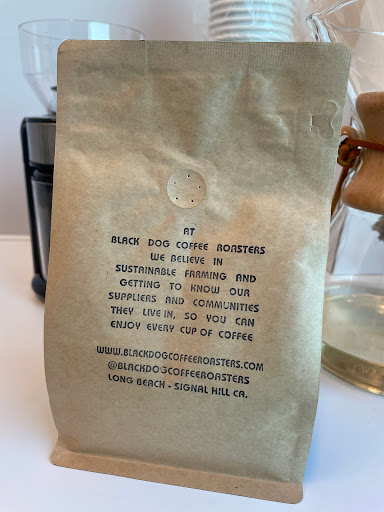 AT
BLACK DOG COFFEE ROASTERS
WE BELIEVE IN
SUSTAINABLE FARMING AND
GETTING TO KNOW OUR
SUPPLIERS AND COMMUNITIES
THEY LIVE IN, SO YOU CAN
ENJOY EVERY CUP OF COFFEE
WWW.BLACKDOGCOFFEEROASTERS.COM
@BLACKDOGCOFFEEROASTERS
LONG BEACH - SIGNAL HILL CA.